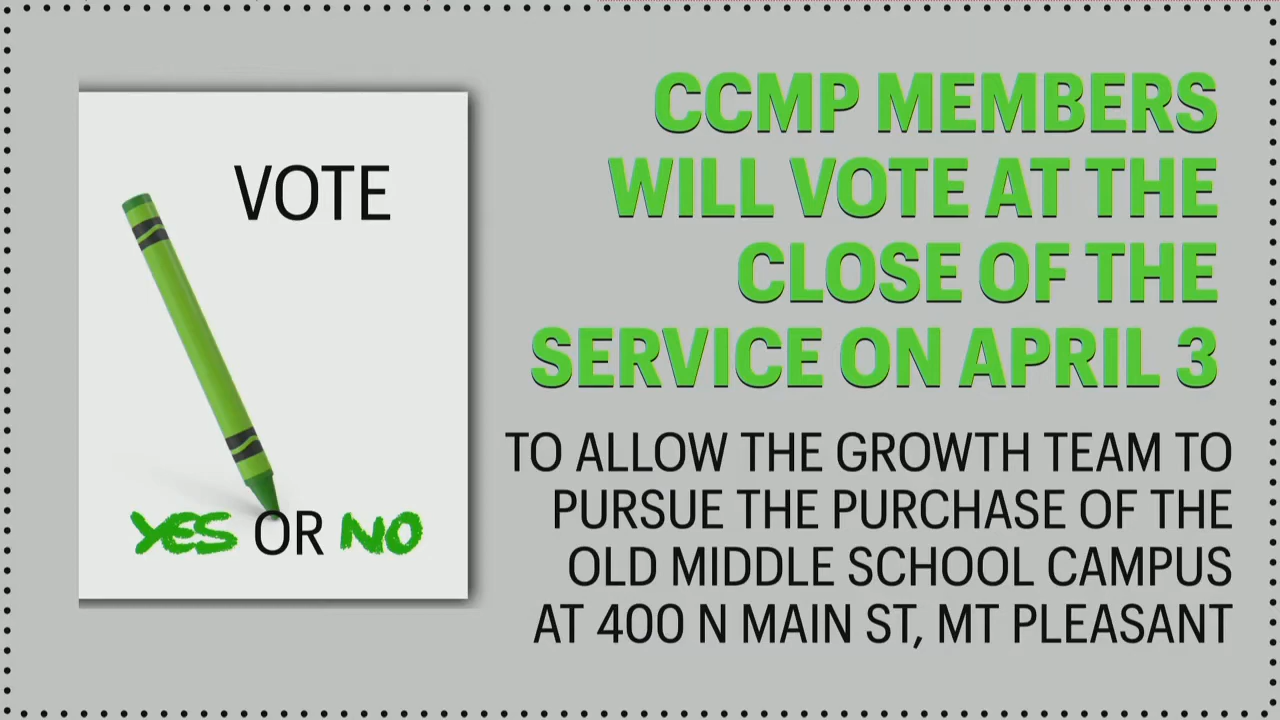 VOTE
YES OR NO
CCMP MEMBERS
WILL VOTE AT THE
CLOSE OF THE
SERVICE ON APRIL 3
TO ALLOW THE GROWTH TEAM TO
PURSUE THE PURCHASE OF THE
OLD MIDDLE SCHOOL CAMPUS
AT 400 N MAIN ST, MT PLEASANT